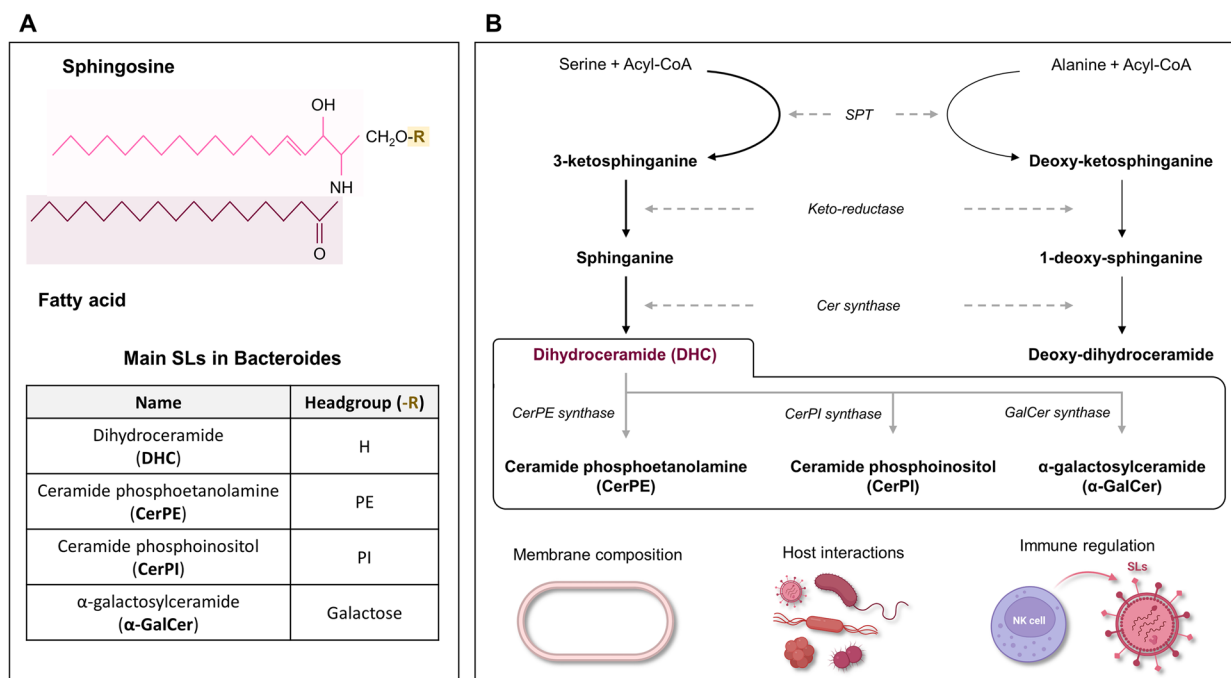 A
Sphingosine
OH
CH₂O-R
NH
O
Fatty acid
Main SLs in Bacteroides
Name
Headgroup (-R)
Dihydroceramide
(DHC)
H
Ceramide phosphoetanolamine
(CerPE)
PE
Ceramide phosphoinositol
(CerPI)
PI
α-galactosylceramide
(α-GalCer)
Galactose
B
Serine + Acyl-CoA
Alanine + Acyl-CoA
SPT
3-ketosphinganine
Deoxy-ketosphinganine
Keto-reductase
Sphinganine
1-deoxy-sphinganine
Cer synthase
Dihydroceramide (DHC)
Deoxy-dihydroceramide
CerPE synthase
CerPI synthase
GalCer synthase
Ceramide phosphoetanolamine
(CerPE)
Ceramide phosphoinositol
(CerPI)
α-galactosylceramide
(α-GalCer)
Membrane composition
Host interactions
Immune regulation
SLs
NK cell